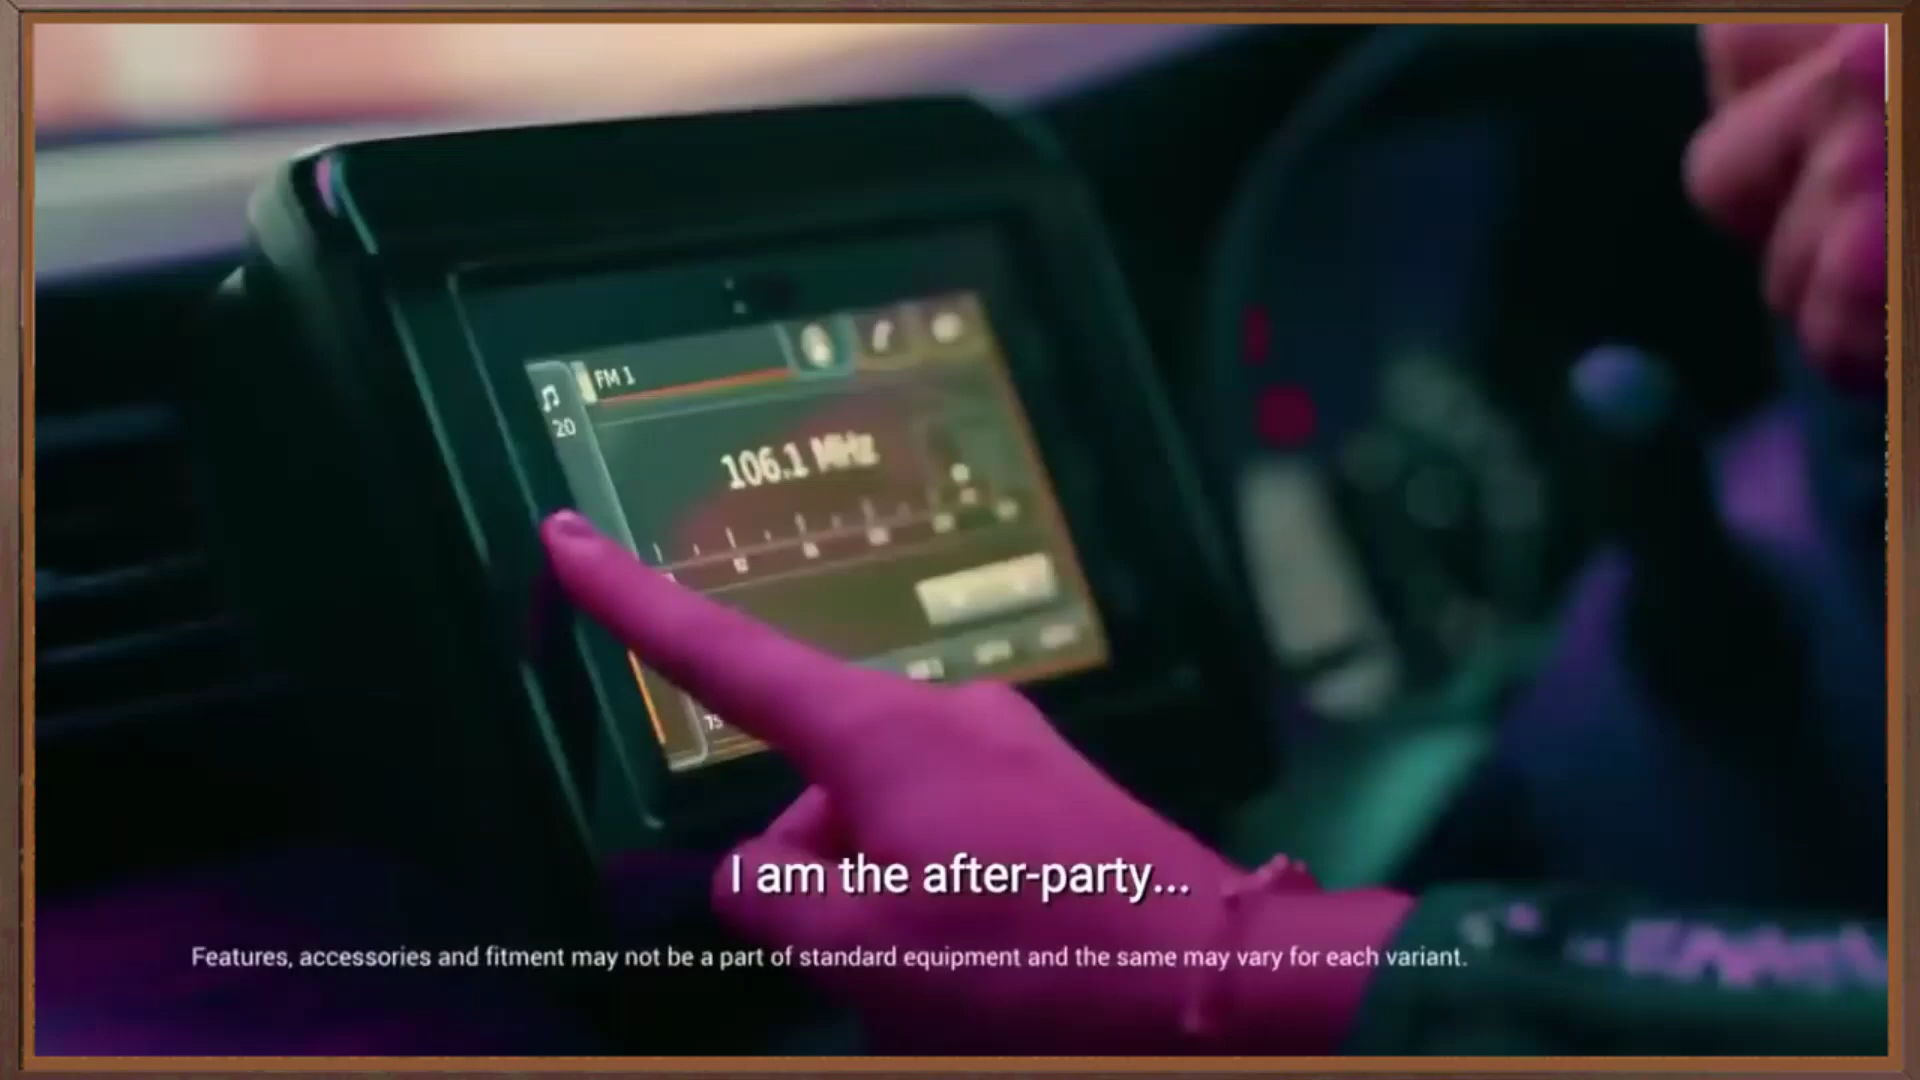 FM 1
20
106.1 MHz
I am the after-party...
Features, accessories and fitment may not be a part of standard equipment and the same may vary for each variant.